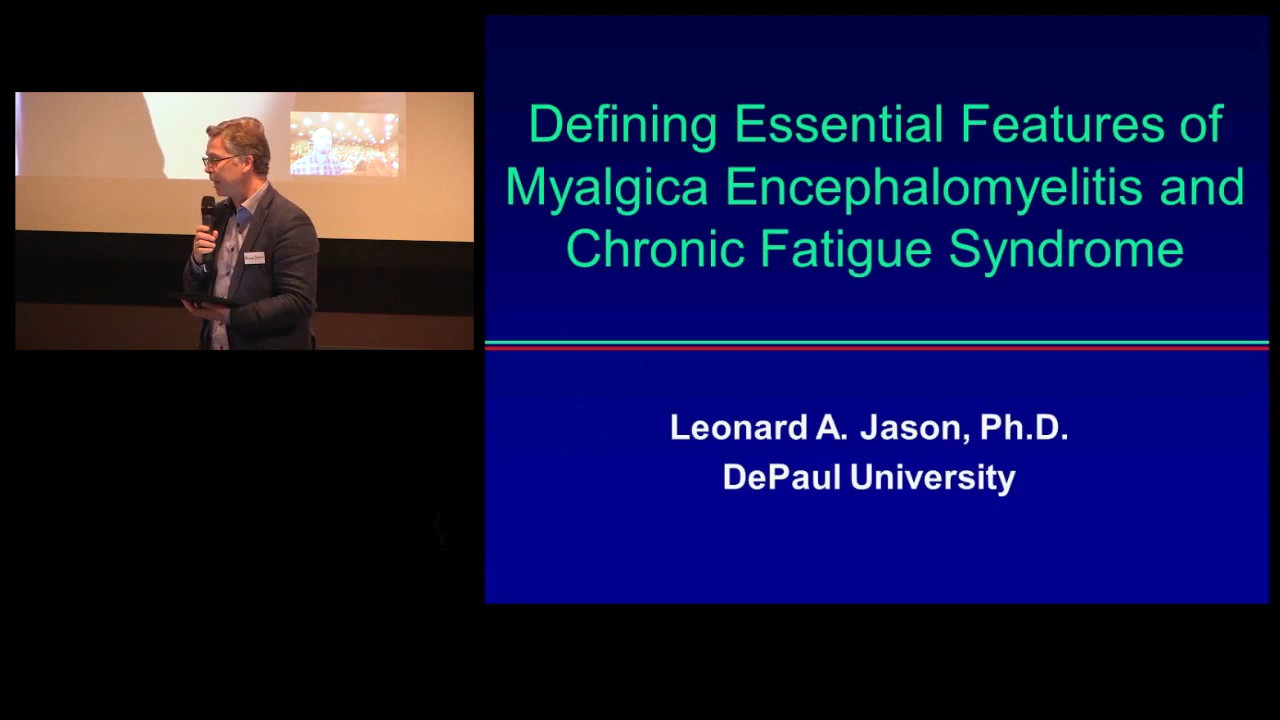 Defining Essential Features of
Myalgica Encephalomyelitis and
Chronic Fatigue Syndrome
Leonard A. Jason, Ph.D.
DePaul University